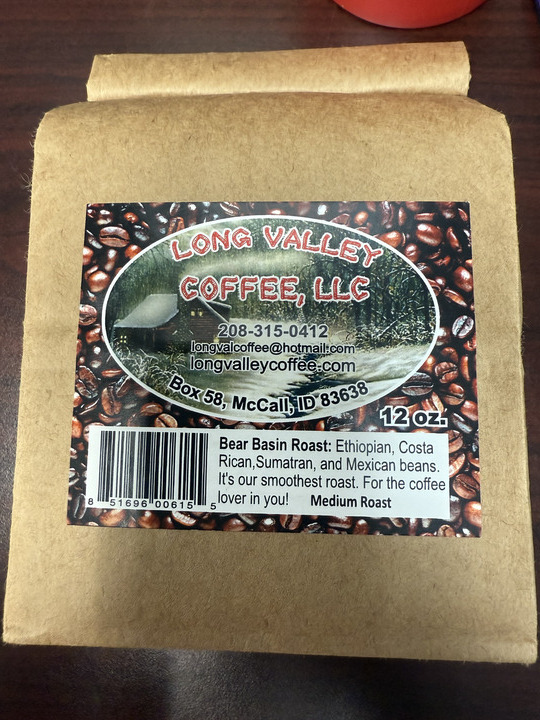 LONG VALLEY
COFFEE, LLC
208-315-0412
longvalcoffee@hotmail.com
longvalleycoffee.com
Box 58, McCall, ID 83638
12 oz.
Bear Basin Roast: Ethiopian, Costa
Rican,Sumatran, and Mexican beans.
It's our smoothest roast. For the coffee
lover in you! Medium Roast
8 51696 00615 5